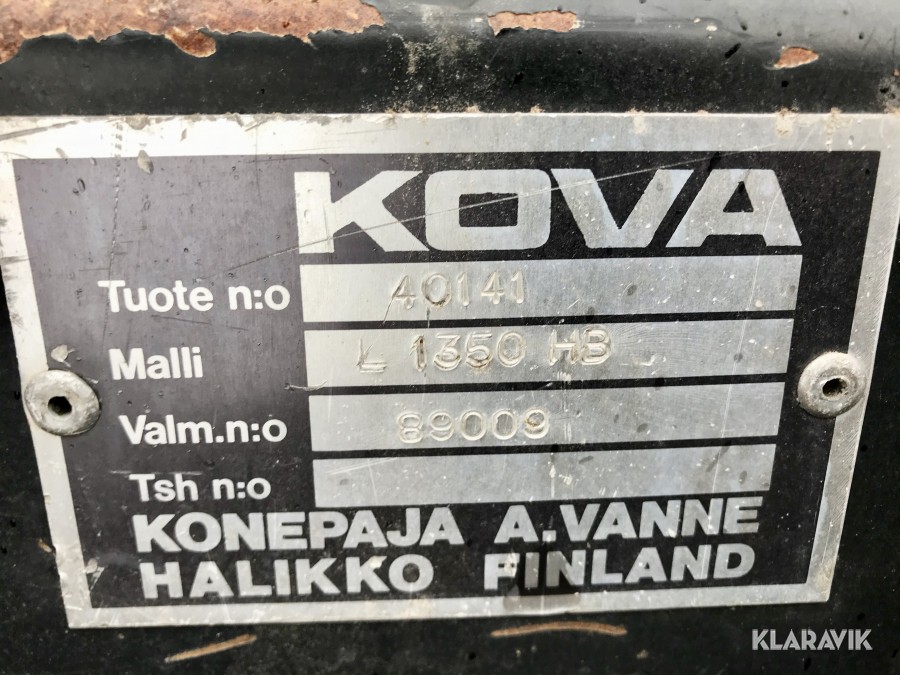 KOVA
Tuote n:o 40141
Malli L 1350 HB
Valm.n:o 89009
Tsh n:o
KONEPAJA A.VANNE
HALIKKO FINLAND
KLARAVIK